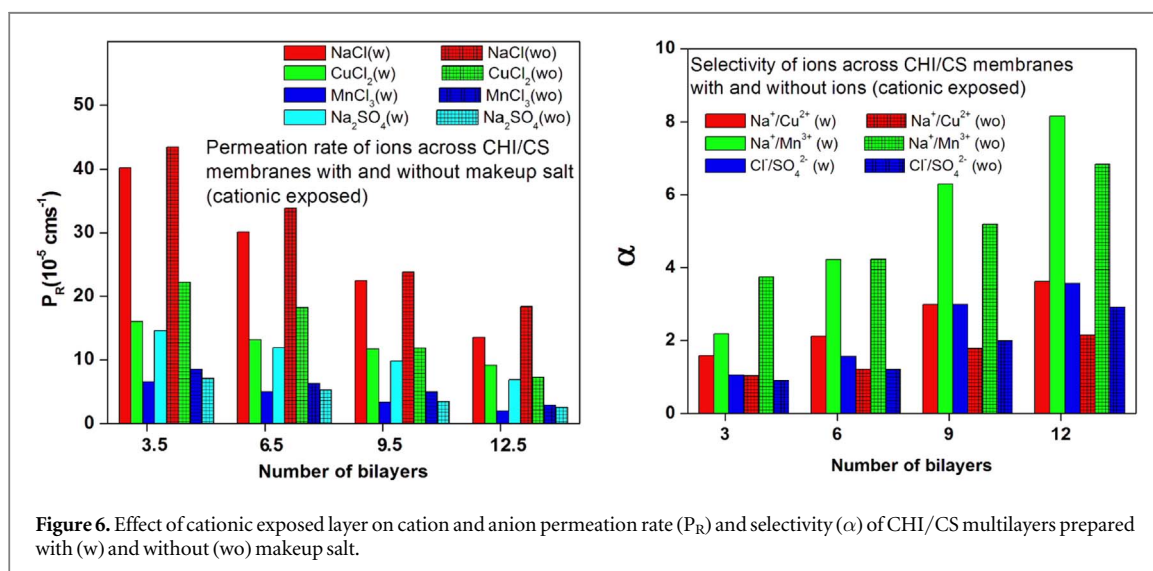 NaCl(w) NaCl(wo)
CuCl₂(w) CuCl₂(wo)
MnCl₃(w) MnCl₃(wo)
Na₂SO₄(w) Na₂SO₄(wo)
Permeation rate of ions across CHI/CS
membranes with and without makeup salt
(cationic exposed)
P_R(10⁻⁵ cms⁻¹)
50
40
30
20
10
0
3.5 6.5 9.5 12.5
Number of bilayers
Selectivity of ions across CHI/CS membranes
with and without ions (cationic exposed)
Na⁺/Cu²⁺ (w) Na⁺/Cu²⁺ (wo)
Na⁺/Mn³⁺ (w) Na⁺/Mn³⁺ (wo)
Cl⁻/SO₄²⁻ (w) Cl⁻/SO₄²⁻ (wo)
α
10
8
6
4
2
0
3 6 9 12
Number of bilayers
Figure 6. Effect of cationic exposed layer on cation and anion permeation rate (P_R) and selectivity (α) of CHI/CS multilayers prepared
with (w) and without (wo) makeup salt.